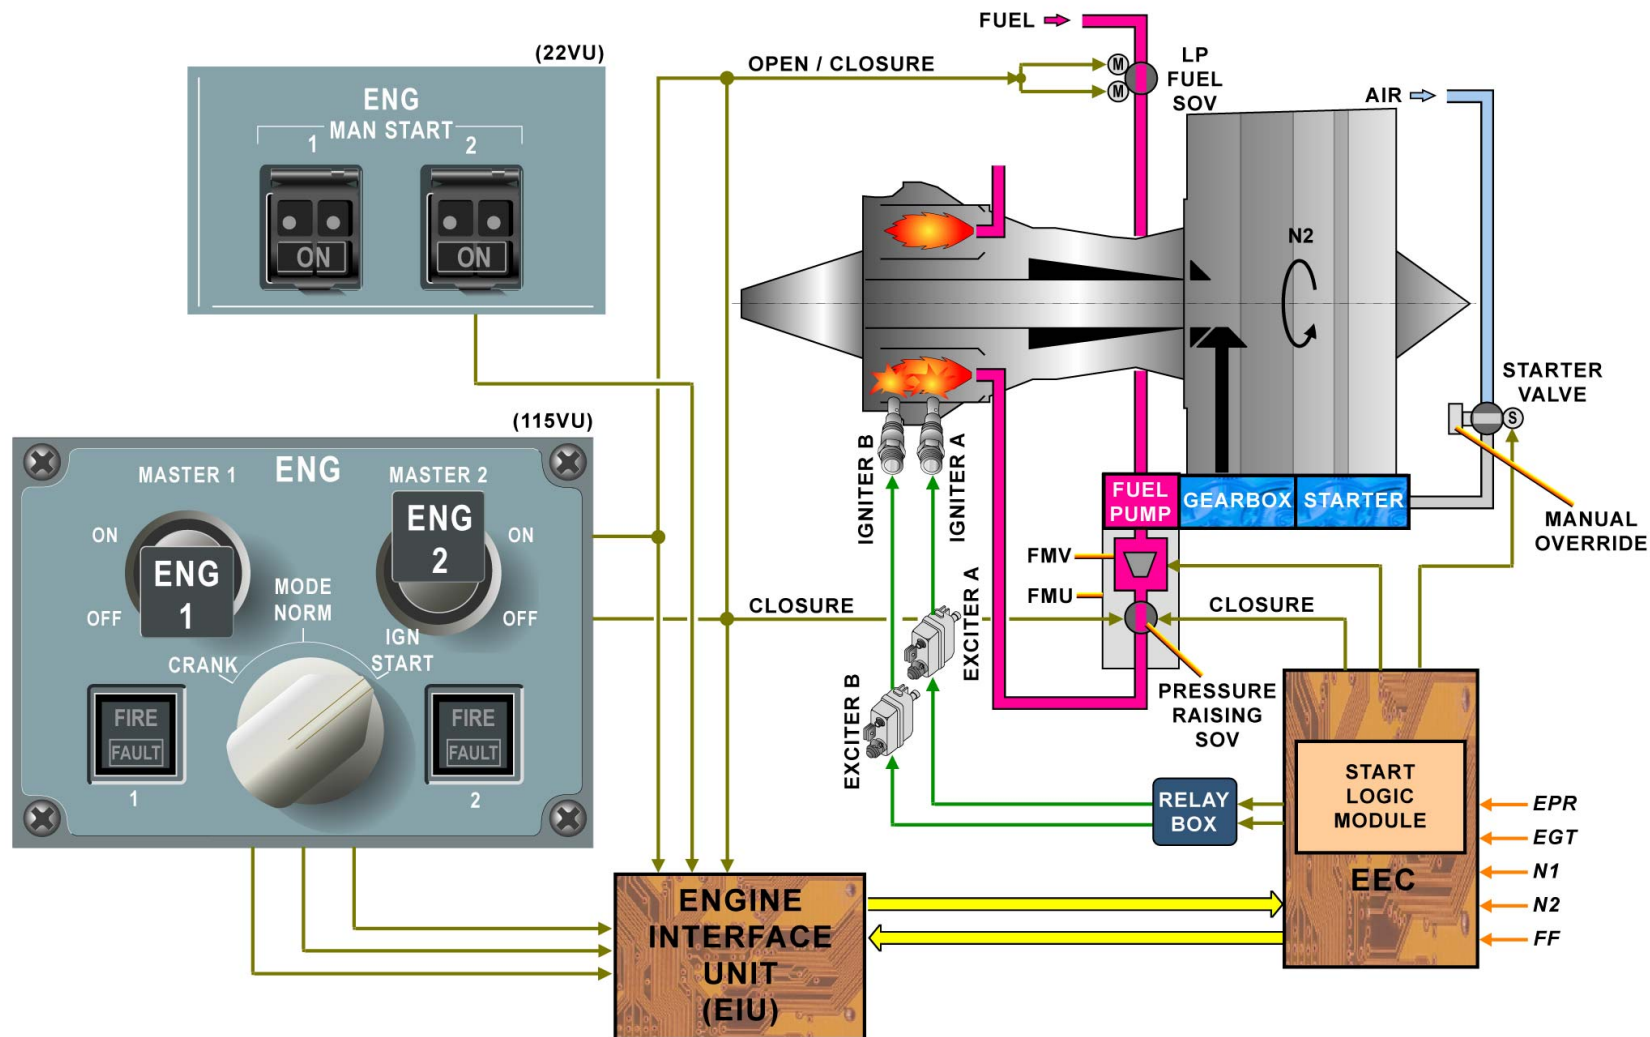 (22VU)
ENG
MAN START
1
2
ON
ON
(115VU)
MASTER 1
ENG
MASTER 2
ON
OFF
ENG
1
ENG
2
ON
OFF
MODE
NORM
CRANK
IGN
START
FIRE
FAULT
1
FIRE
FAULT
2
OPEN / CLOSURE
CLOSURE
FUEL
M
M
LP
FUEL
SOV
AIR
N2
STARTER
VALVE
S
MANUAL
OVERRIDE
IGNITER B
IGNITER A
EXCITER B
EXCITER A
FUEL
PUMP
GEARBOX
STARTER
FMV
FMU
CLOSURE
PRESSURE
RAISING
SOV
RELAY
BOX
START
LOGIC
MODULE
EEC
EPR
EGT
N1
N2
FF
ENGINE
INTERFACE
UNIT
(EIU)